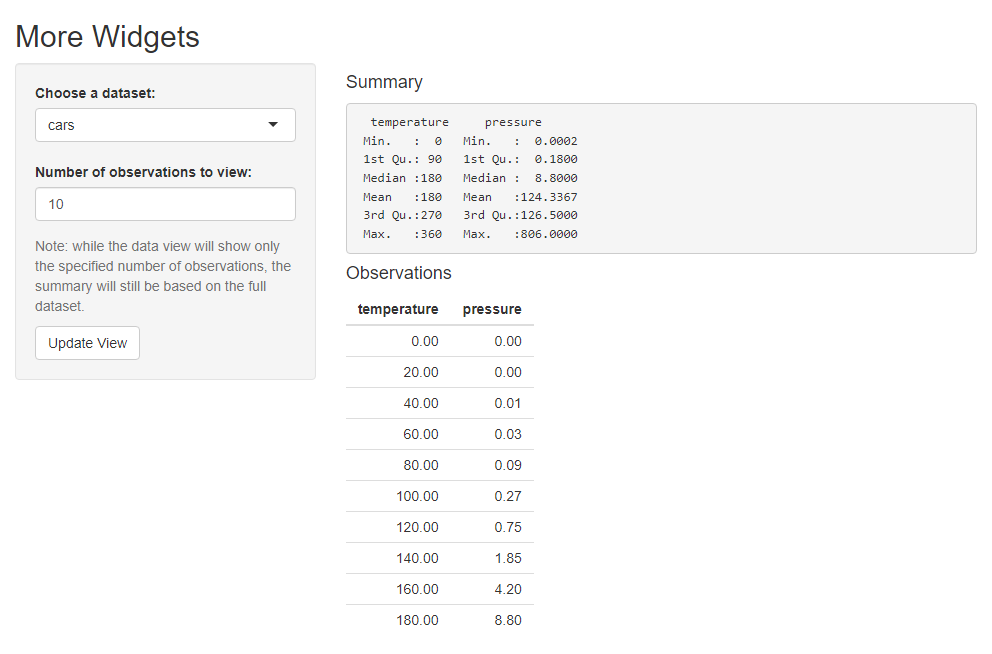 More Widgets
Choose a dataset:
cars
Number of observations to view:
10
Note: while the data view will show only
the specified number of observations, the
summary will still be based on the full
dataset.
Update View
Summary
temperature pressure
Min. : 0 Min. : 0.0002
1st Qu.: 90 1st Qu.: 0.1800
Median :180 Median : 8.8000
Mean :180 Mean :124.3367
3rd Qu.:270 3rd Qu.:126.5000
Max. :360 Max. :806.0000
Observations
temperature pressure
0.00 0.00
20.00 0.00
40.00 0.01
60.00 0.03
80.00 0.09
100.00 0.27
120.00 0.75
140.00 1.85
160.00 4.20
180.00 8.80